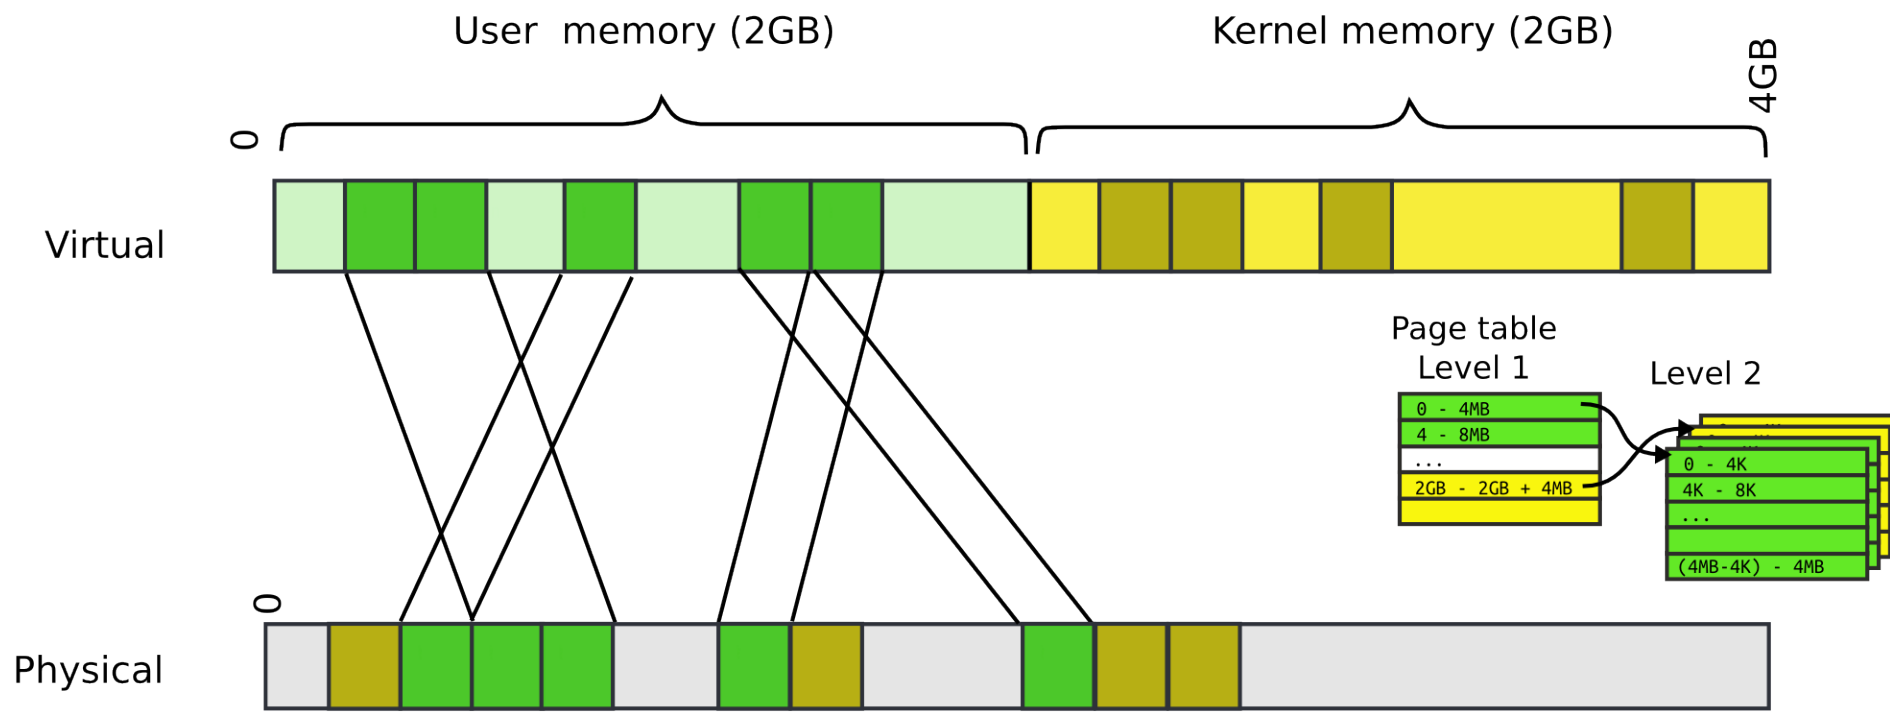 User  memory (2GB)
Kernel memory (2GB)
4GB
0
Virtual
Page table
Level 1
Level 2
0 - 4MB
4 - 8MB
...
2GB - 2GB + 4MB
0 - 4K
4K - 8K
...
(4MB-4K) - 4MB
0
Physical